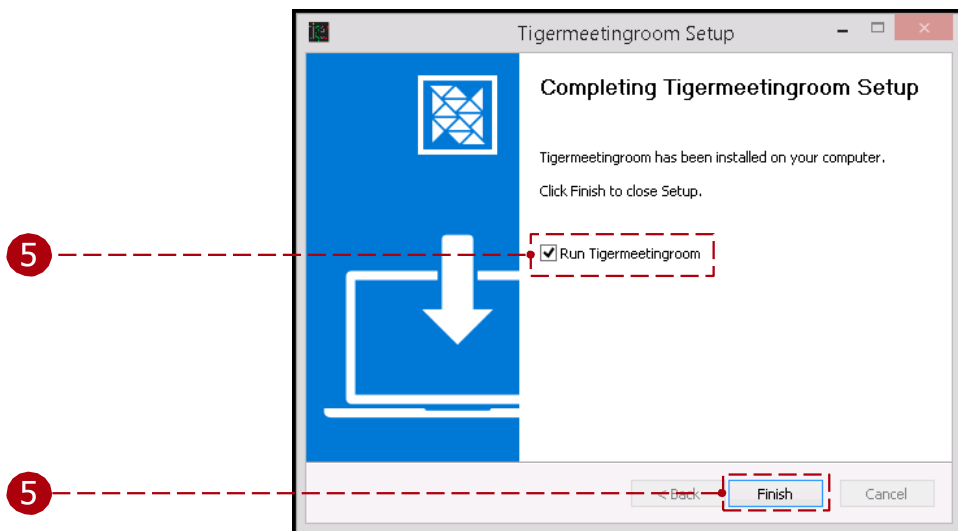 Tigermeetingroom Setup
Completing Tigermeetingroom Setup
Tigermeetingroom has been installed on your computer.
Click Finish to close Setup.
5
Run Tigermeetingroom
5
< Back
Finish
Cancel